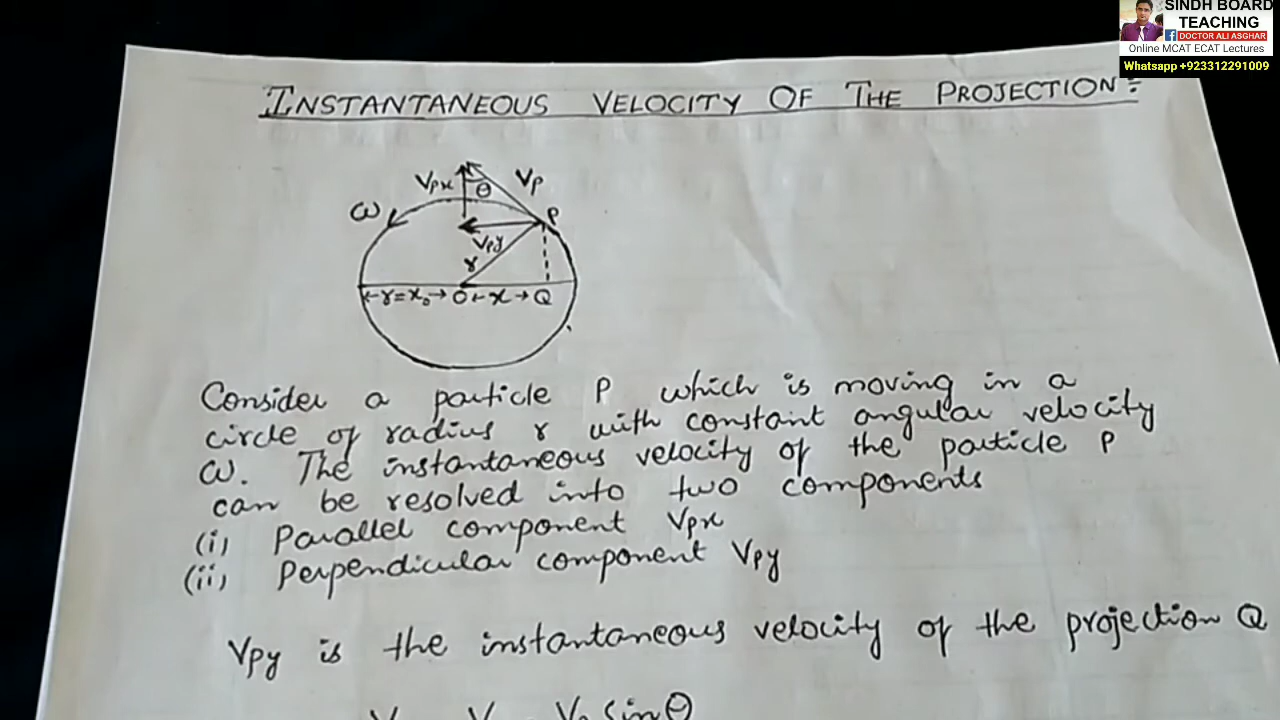 SINDH BOARD
TEACHING
f DOCTOR ALI ASGHAR
Online MCAT ECAT Lectures
Whatsapp +923312291009
INSTANTANEOUS VELOCITY OF THE PROJECTION:-
Vpx θ Vp
ω P
Vpy
r
←r=x₀→ O ←x→ Q
Consider a particle P which is moving in a
circle of radius r with constant angular velocity
ω. The instantaneous velocity of the particle P
can be resolved into two components
(i) Parallel component Vpx
(ii) Perpendicular component Vpy
Vpy is the instantaneous velocity of the projection Q
Sinθ